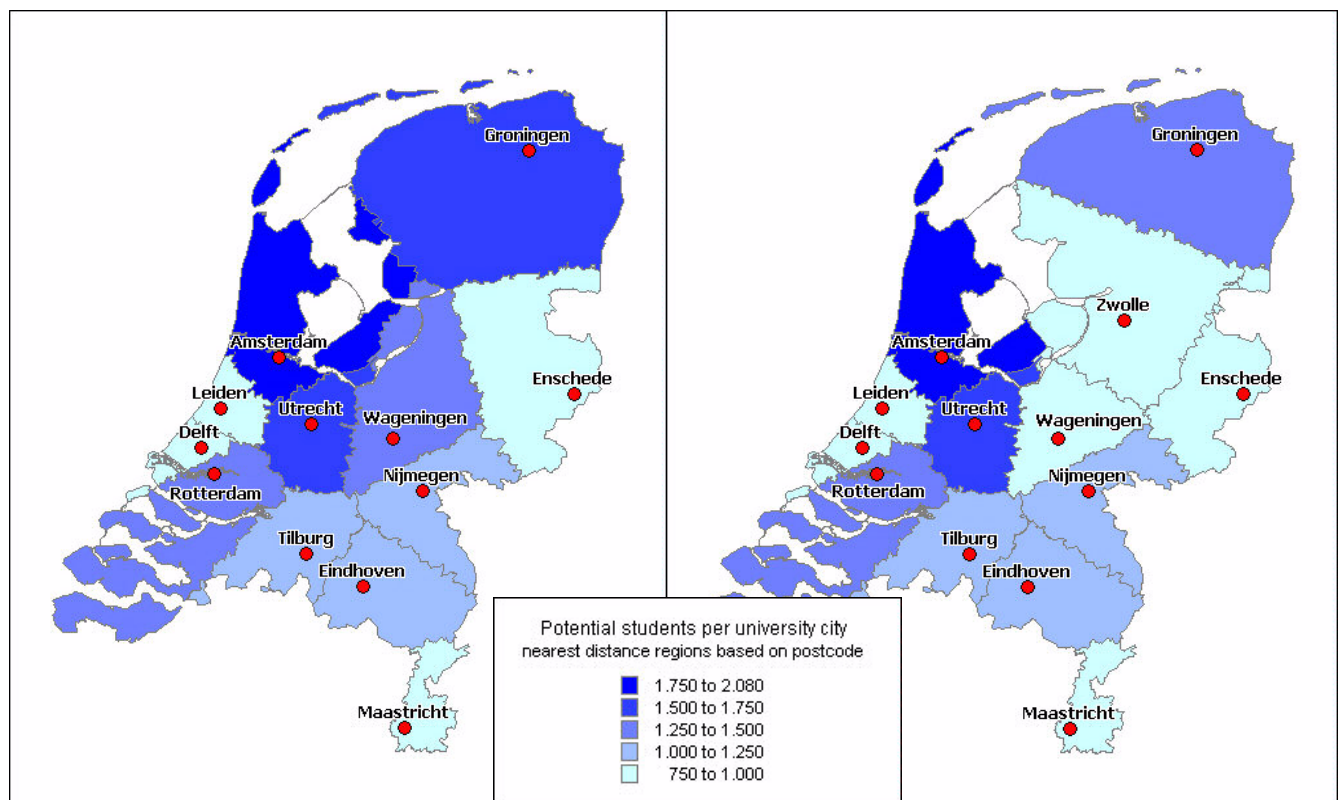 Groningen
Amsterdam
Leiden
Utrecht
Enschede
Delft
Wageningen
Rotterdam
Nijmegen
Tilburg
Eindhoven
Maastricht
Groningen
Zwolle
Amsterdam
Leiden
Utrecht
Enschede
Delft
Wageningen
Rotterdam
Nijmegen
Tilburg
Eindhoven
Maastricht
Potential students per university city
nearest distance regions based on postcode
1.750 to 2.080
1.500 to 1.750
1.250 to 1.500
1.000 to 1.250
750 to 1.000